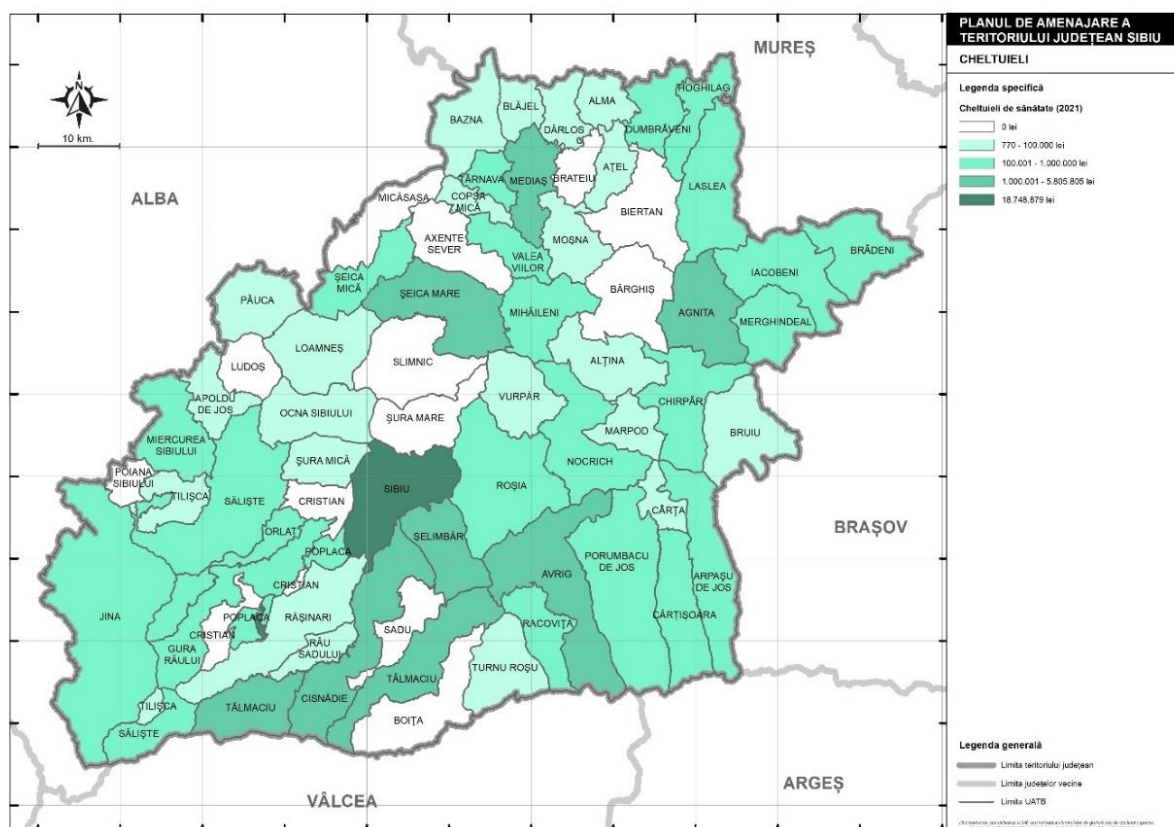 PLANUL DE AMENAJARE A
TERITORIULUI JUDEȚEAN SIBIU
CHELTUIELI
Legenda specifică
Cheltuieli de sănătate (2021)
0 lei
770 - 100.000 lei
100.001 - 1.000.000 lei
1.000.001 - 5.805.805 lei
18.748.879 lei
N
10 km.
MUREȘ
ALBA
BRAȘOV
ARGEȘ
VÂLCEA
HOGHILAG
BAZNA
BLĂJEL
DÂRLOS
ALMA
DUMBRĂVENI
TÂRNAVA
MEDIAȘ
BRATEIU
AȚEL
LASLEA
MICĂSASA
COPȘA
MICĂ
BIERTAN
AXENTE
SEVER
MOȘNA
VALEA
VIILOR
BRĂDENI
IACOBENI
ȘEICA
MICĂ
ȘEICA MARE
BÂRGHIȘ
PĂUCA
MIHĂILENI
AGNITA
MERGHINDEAL
LOAMNEȘ
SLIMNIC
ALȚINA
LUDOȘ
APOLDU
DE JOS
OCNA SIBIULUI
ȘURA MARE
VURPĂR
CHIRPĂR
MARPOD
BRUIU
MIERCUREA
SIBIULUI
ȘURA MICĂ
NOCRICH
POIANA
SIBIULUI
TILIȘCA
SĂLIȘTE
CRISTIAN
SIBIU
ROȘIA
CÂRȚA
ORLAT
POPLACA
SELIMBĂR
AVRIG
PORUMBACU
DE JOS
ARPAȘU
DE JOS
CRISTIAN
JINA
POPLACA
RĂȘINARI
CÂRȚIȘOARA
CRISTIAN
SADU
RACOVIȚA
GURA
RÂULUI
RÂU
SADULUI
TURNU ROȘU
TĂLMACIU
CISNĂDIE
TĂLMACIU
TILIȘCA
BOIȚA
SĂLIȘTE
Legenda generală
Limita teritoriului județean
Limita județelor vecine
Limita UATB